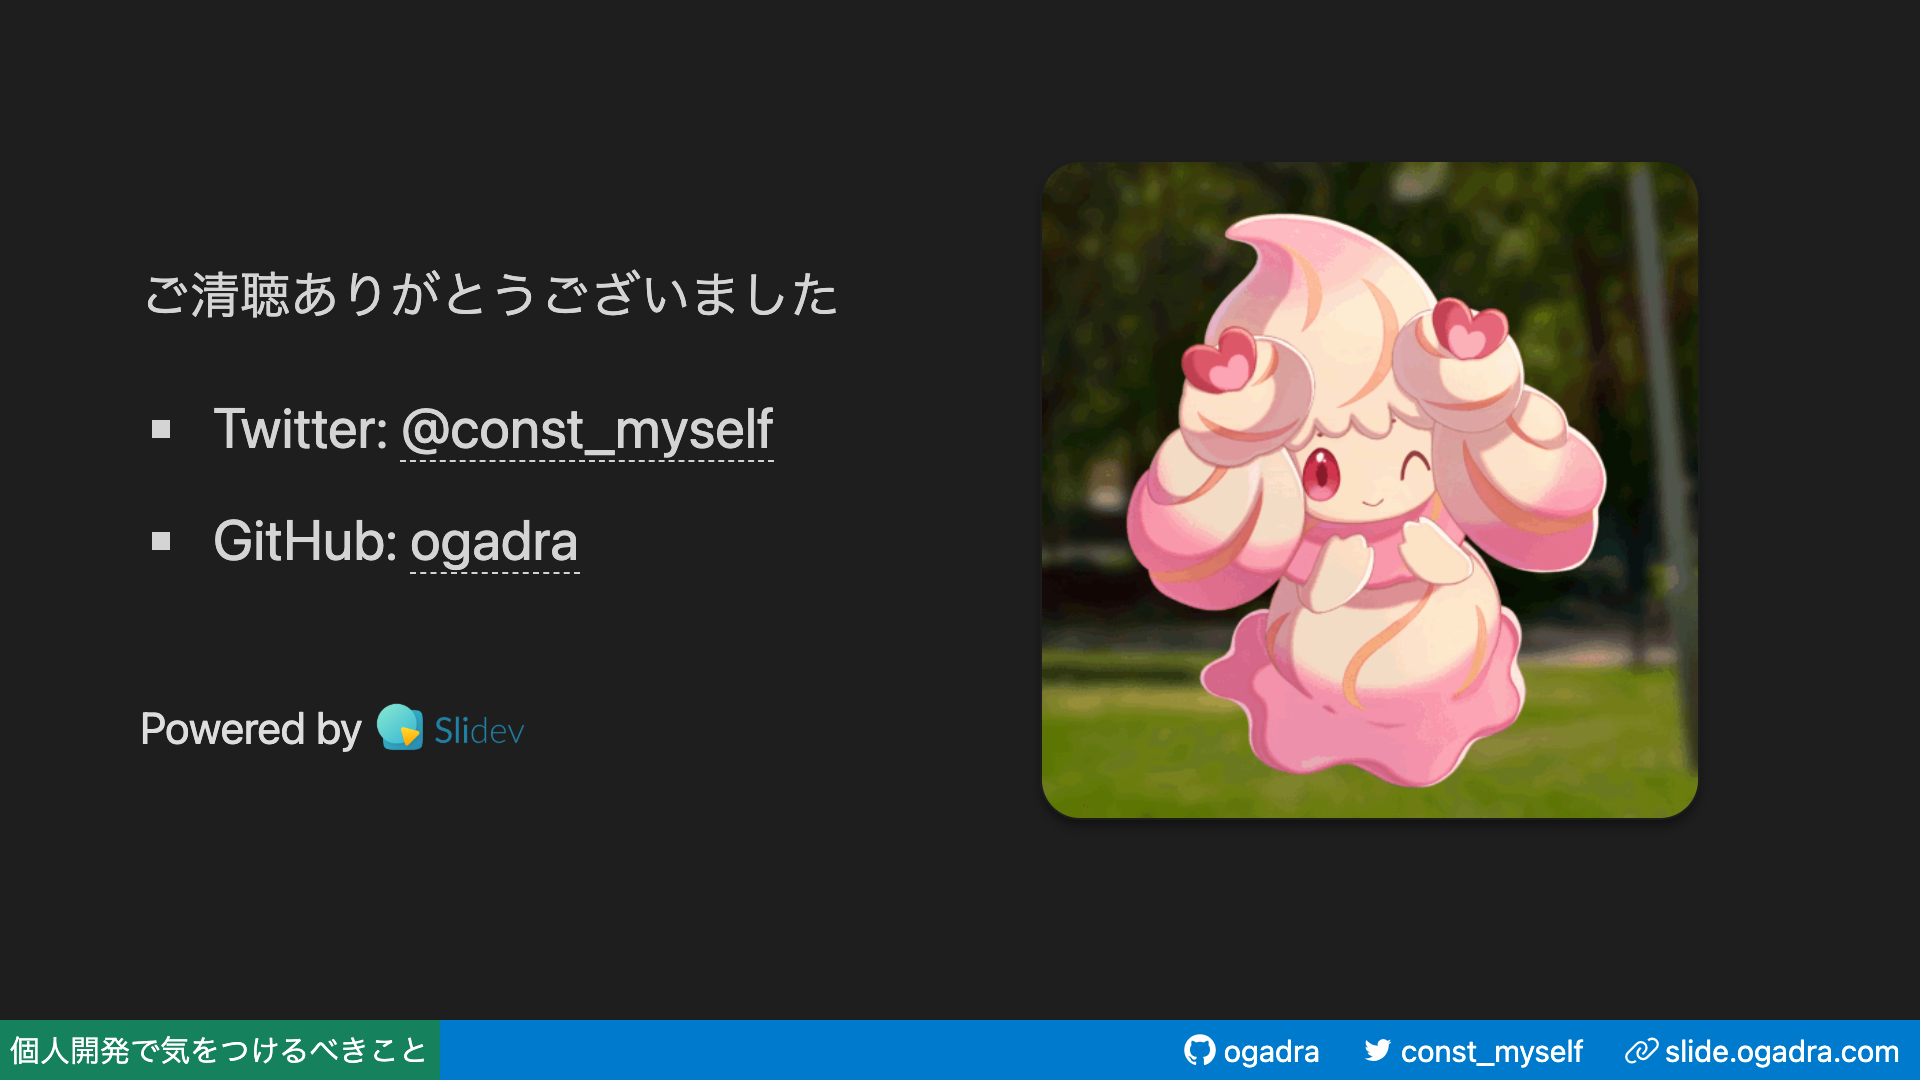 ご清聴ありがとうございました
Twitter: @const_myself
GitHub: ogadra
Powered by Slidev
個人開発で気をつけるべきこと
ogadra
const_myself
slide.ogadra.com